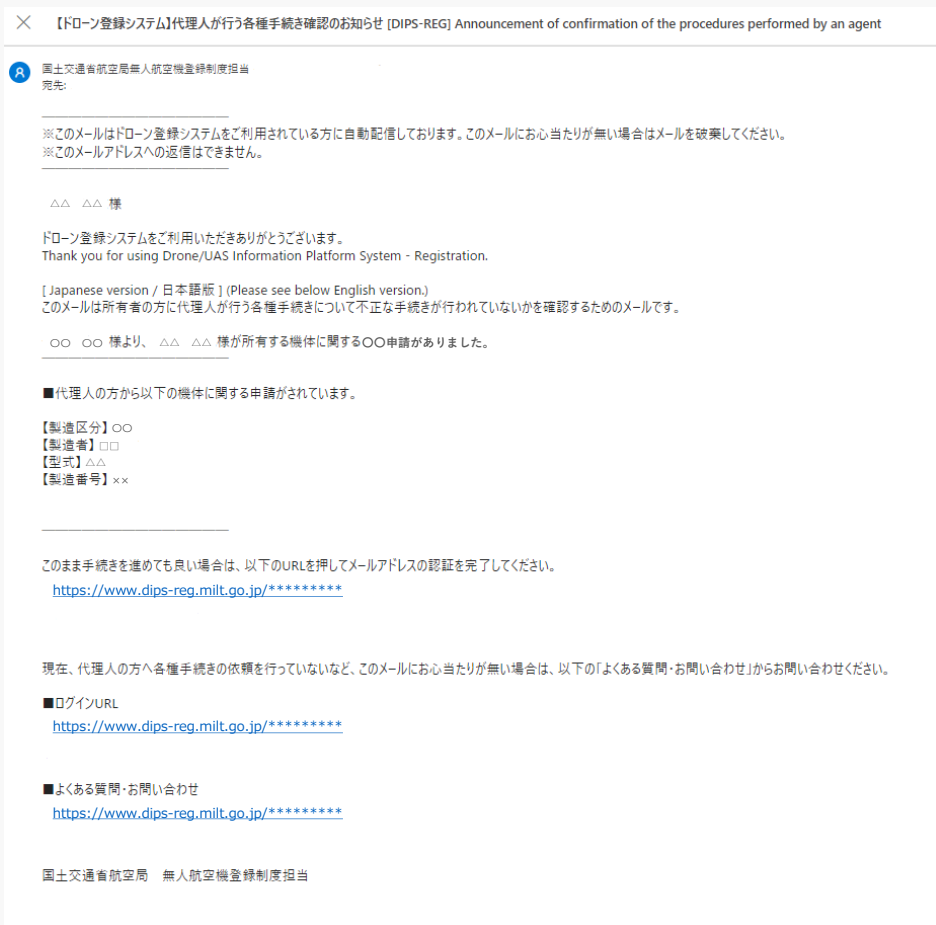 【ドローン登録システム】代理人が行う各種手続き確認のお知らせ [DIPS-REG] Announcement of confirmation of the procedures performed by an agent
国土交通省航空局無人航空機登録制度担当
宛先:
※このメールはドローン登録システムをご利用されている方に自動配信しております。このメールにお心当たりが無い場合はメールを破棄してください。
※このメールアドレスへの返信はできません。
△△　△△ 様
ドローン登録システムをご利用いただきありがとうございます。
Thank you for using Drone/UAS Information Platform System - Registration.
[ Japanese version / 日本語版 ] (Please see below English version.)
このメールは所有者の方に代理人が行う各種手続きについて不正な手続きが行われていないかを確認するためのメールです。
○○　○○ 様より、　△△　△△ 様が所有する機体に関する〇〇申請がありました。
■代理人の方から以下の機体に関する申請がされています。
【製造区分】○○
【製造者】□□
【型式】△△
【製造番号】××
このまま手続きを進めても良い場合は、以下のURLを押してメールアドレスの認証を完了してください。
https://www.dips-reg.milt.go.jp/*********
現在、代理人の方へ各種手続きの依頼を行っていないなど、このメールにお心当たりが無い場合は、以下の「よくある質問・お問い合わせ」からお問い合わせください。
■ログインURL
https://www.dips-reg.milt.go.jp/*********
■よくある質問・お問い合わせ
https://www.dips-reg.milt.go.jp/*********
国土交通省航空局　無人航空機登録制度担当